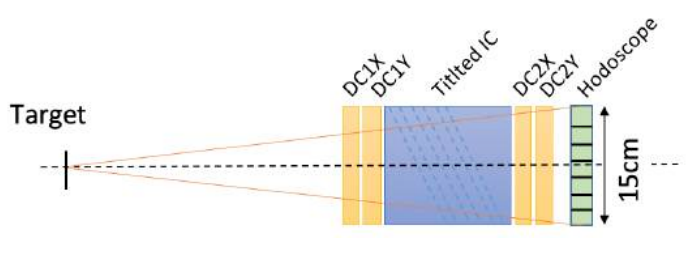 Target
DC1X
DC1Y
Titlted IC
DC2X
DC2Y
Hodoscope
15cm